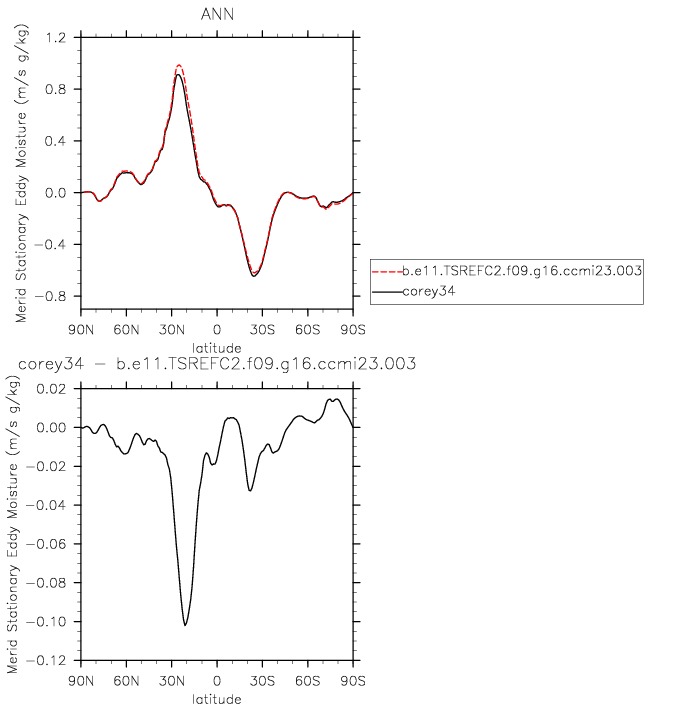 ANN
Merid Stationary Eddy Moisture (m/s g/kg)
1.2
0.8
0.4
0.0
−0.4
−0.8
90N 60N 30N 0 30S 60S 90S
latitude
b.e11.TSREFC2.f09.g16.ccmi23.003
corey34
corey34 − b.e11.TSREFC2.f09.g16.ccmi23.003
Merid Stationary Eddy Moisture (m/s g/kg)
0.02
0.00
−0.02
−0.04
−0.06
−0.08
−0.10
−0.12
90N 60N 30N 0 30S 60S 90S
latitude